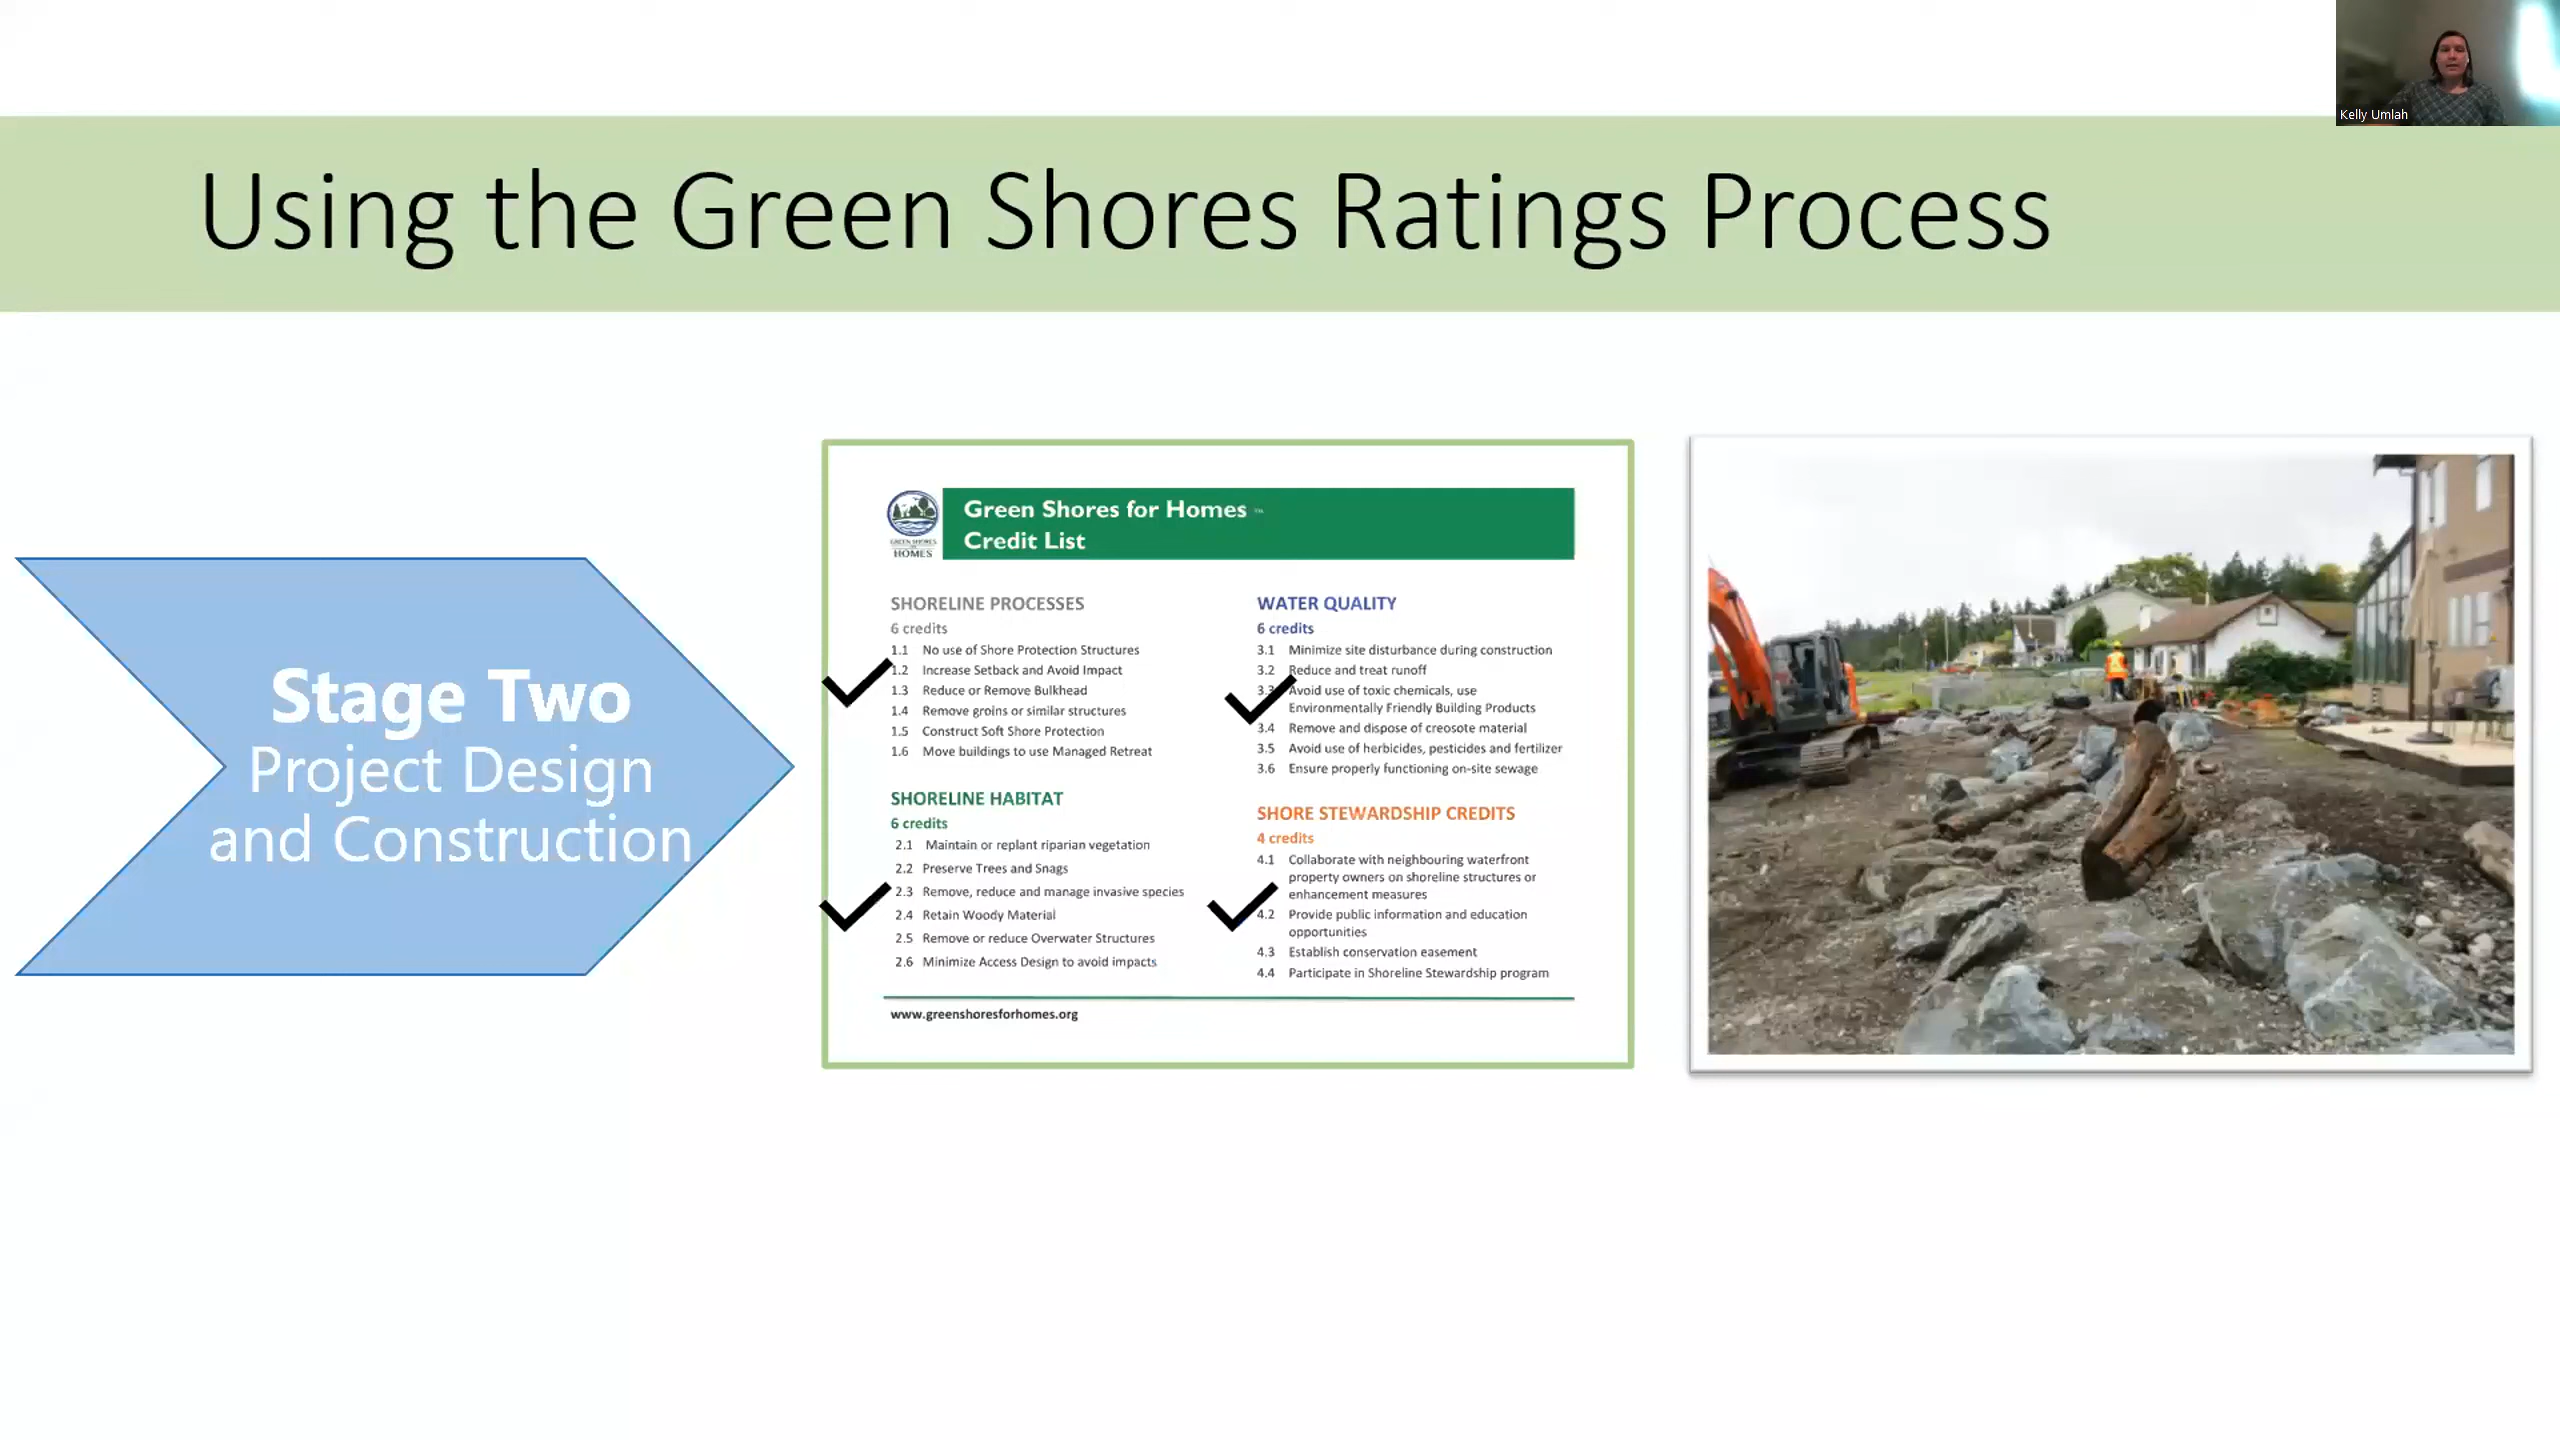 Kelly Umlah
Using the Green Shores Ratings Process
Stage Two
Project Design
and Construction
GREEN SHORES
HOMES
Green Shores for Homes ™
Credit List
SHORELINE PROCESSES
6 credits
1.1 No use of Shore Protection Structures
1.2 Increase Setback and Avoid Impact
1.3 Reduce or Remove Bulkhead
1.4 Remove groins or similar structures
1.5 Construct Soft Shore Protection
1.6 Move buildings to use Managed Retreat
SHORELINE HABITAT
6 credits
2.1 Maintain or replant riparian vegetation
2.2 Preserve Trees and Snags
2.3 Remove, reduce and manage invasive species
2.4 Retain Woody Material
2.5 Remove or reduce Overwater Structures
2.6 Minimize Access Design to avoid impacts
WATER QUALITY
6 credits
3.1 Minimize site disturbance during construction
3.2 Reduce and treat runoff
3.3 Avoid use of toxic chemicals, use
Environmentally Friendly Building Products
3.4 Remove and dispose of creosote material
3.5 Avoid use of herbicides, pesticides and fertilizer
3.6 Ensure properly functioning on-site sewage
SHORE STEWARDSHIP CREDITS
4 credits
4.1 Collaborate with neighbouring waterfront
property owners on shoreline structures or
enhancement measures
4.2 Provide public information and education
opportunities
4.3 Establish conservation easement
4.4 Participate in Shoreline Stewardship program
www.greenshoresforhomes.org